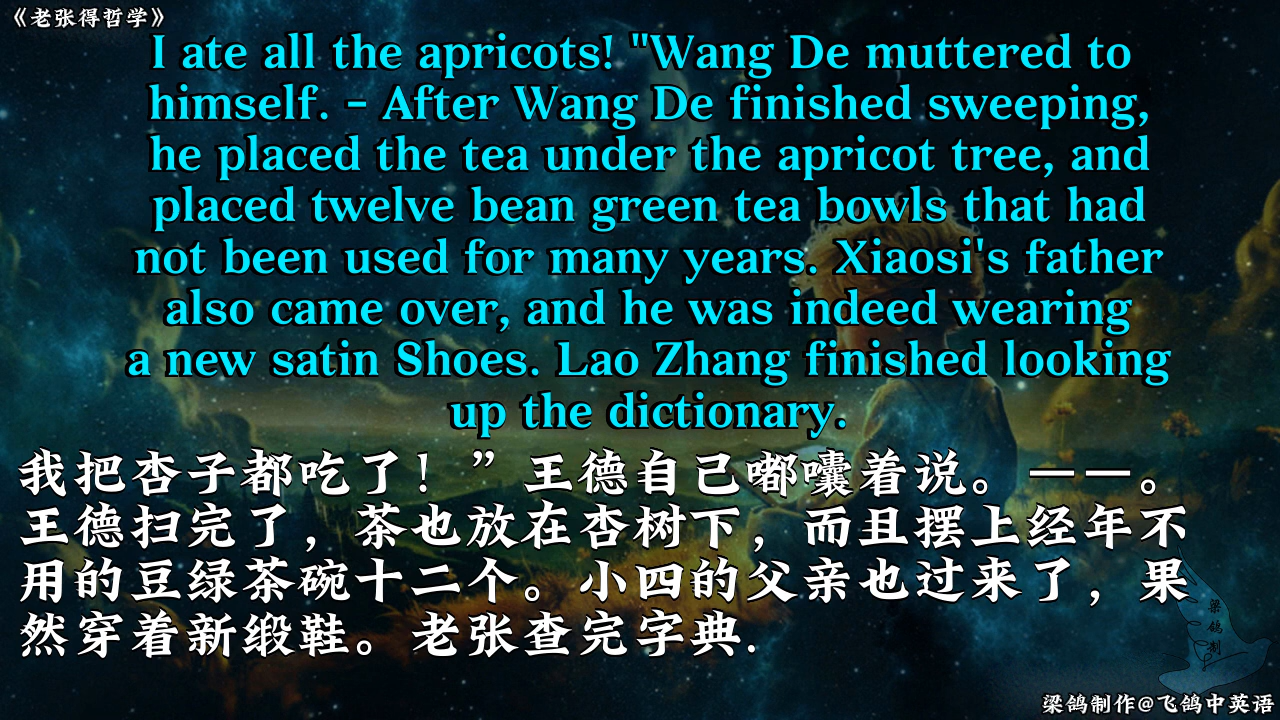 《老张得哲学》
I ate all the apricots! "Wang De muttered to
himself. - After Wang De finished sweeping,
he placed the tea under the apricot tree, and
placed twelve bean green tea bowls that had
not been used for many years. Xiaosi's father
also came over, and he was indeed wearing
a new satin Shoes. Lao Zhang finished looking
up the dictionary.
我把杏子都吃了！”王德自己嘟囔着说。——。
王德扫完了，茶也放在杏树下，而且摆上经年不
用的豆绿茶碗十二个。小四的父亲也过来了，果
然穿着新缎鞋。老张查完字典.
梁鸽制
梁鸽制作@飞鸽中英语